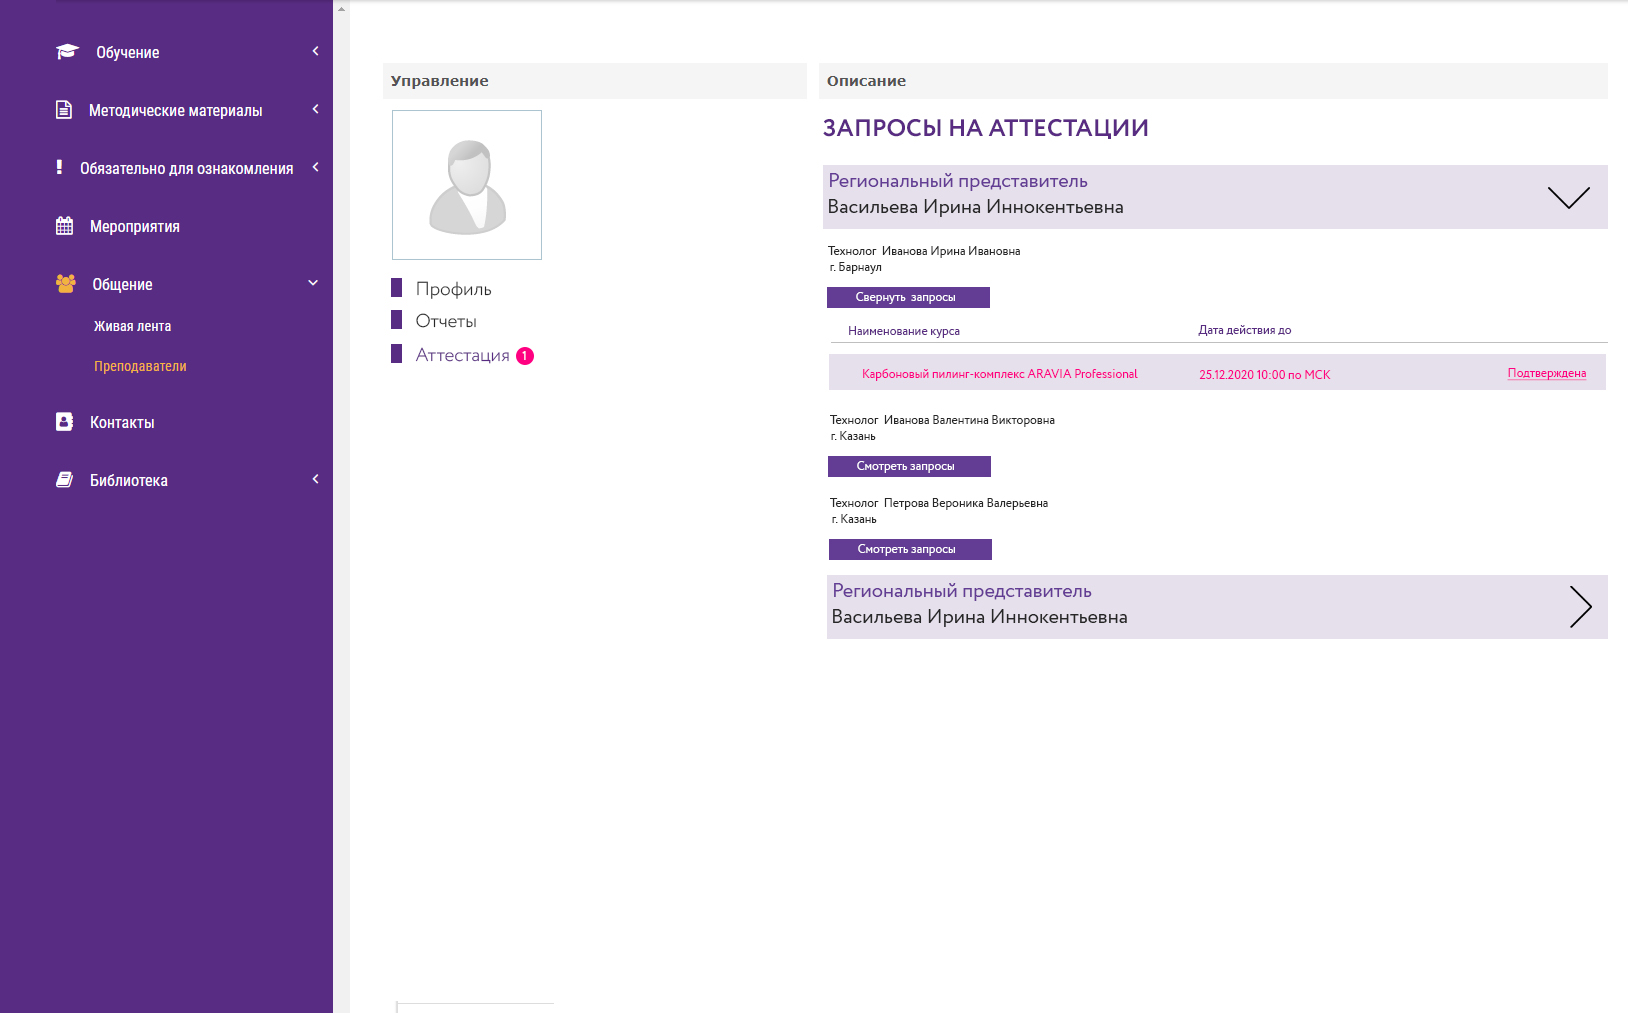 Обучение
Методические материалы
Обязательно для ознакомления
Мероприятия
Общение
Живая лента
Преподаватели
Контакты
Библиотека
Управление
Профиль
Отчеты
Аттестация 1
Описание
ЗАПРОСЫ НА АТТЕСТАЦИИ
Региональный представитель
Васильева Ирина Иннокентьевна
Технолог Иванова Ирина Ивановна
г. Барнаул
Свернуть запросы
Наименование курса Дата действия до
Карбоновый пилинг-комплекс ARAVIA Professional 25.12.2020 10:00 по МСК Подтверждена
Технолог Иванова Валентина Викторовна
г. Казань
Смотреть запросы
Технолог Петрова Вероника Валерьевна
г. Казань
Смотреть запросы
Региональный представитель
Васильева Ирина Иннокентьевна